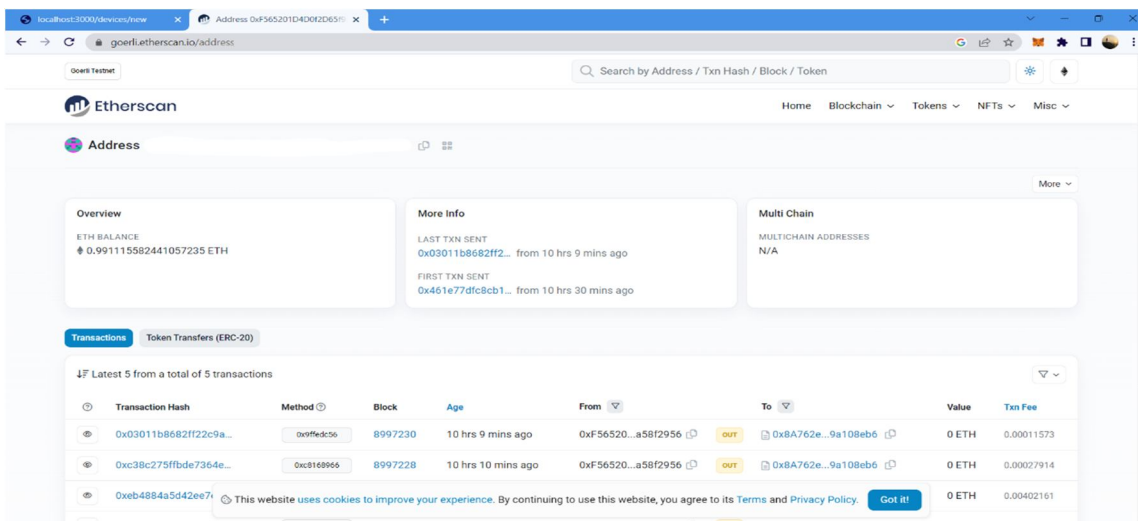 localhost:3000/devices/new
Address 0xF565201D4D0f2D65f9
goerli.etherscan.io/address
Goerli Testnet
Search by Address / Txn Hash / Block / Token
Etherscan
Home Blockchain Tokens NFTs Misc
Address
More
Overview
ETH BALANCE
0.991115582441057235 ETH
More Info
LAST TXN SENT
0x03011b8682ff2... from 10 hrs 9 mins ago
FIRST TXN SENT
0x461e77dfc8cb1... from 10 hrs 30 mins ago
Multi Chain
MULTICHAIN ADDRESSES
N/A
Transactions Token Transfers (ERC-20)
Latest 5 from a total of 5 transactions
Transaction Hash Method Block Age From To Value Txn Fee
0x03011b8682ff22c9a... 0x9ffedc56 8997230 10 hrs 9 mins ago 0xF56520...a58f2956 OUT 0x8A762e...9a108eb6 0 ETH 0.00011573
0xc38c275ffbde7364e... 0xc8168966 8997228 10 hrs 10 mins ago 0xF56520...a58f2956 OUT 0x8A762e...9a108eb6 0 ETH 0.00027914
0xeb4884a5d42ee7 0 ETH 0.00402161
This website uses cookies to improve your experience. By continuing to use this website, you agree to its Terms and Privacy Policy. Got it!